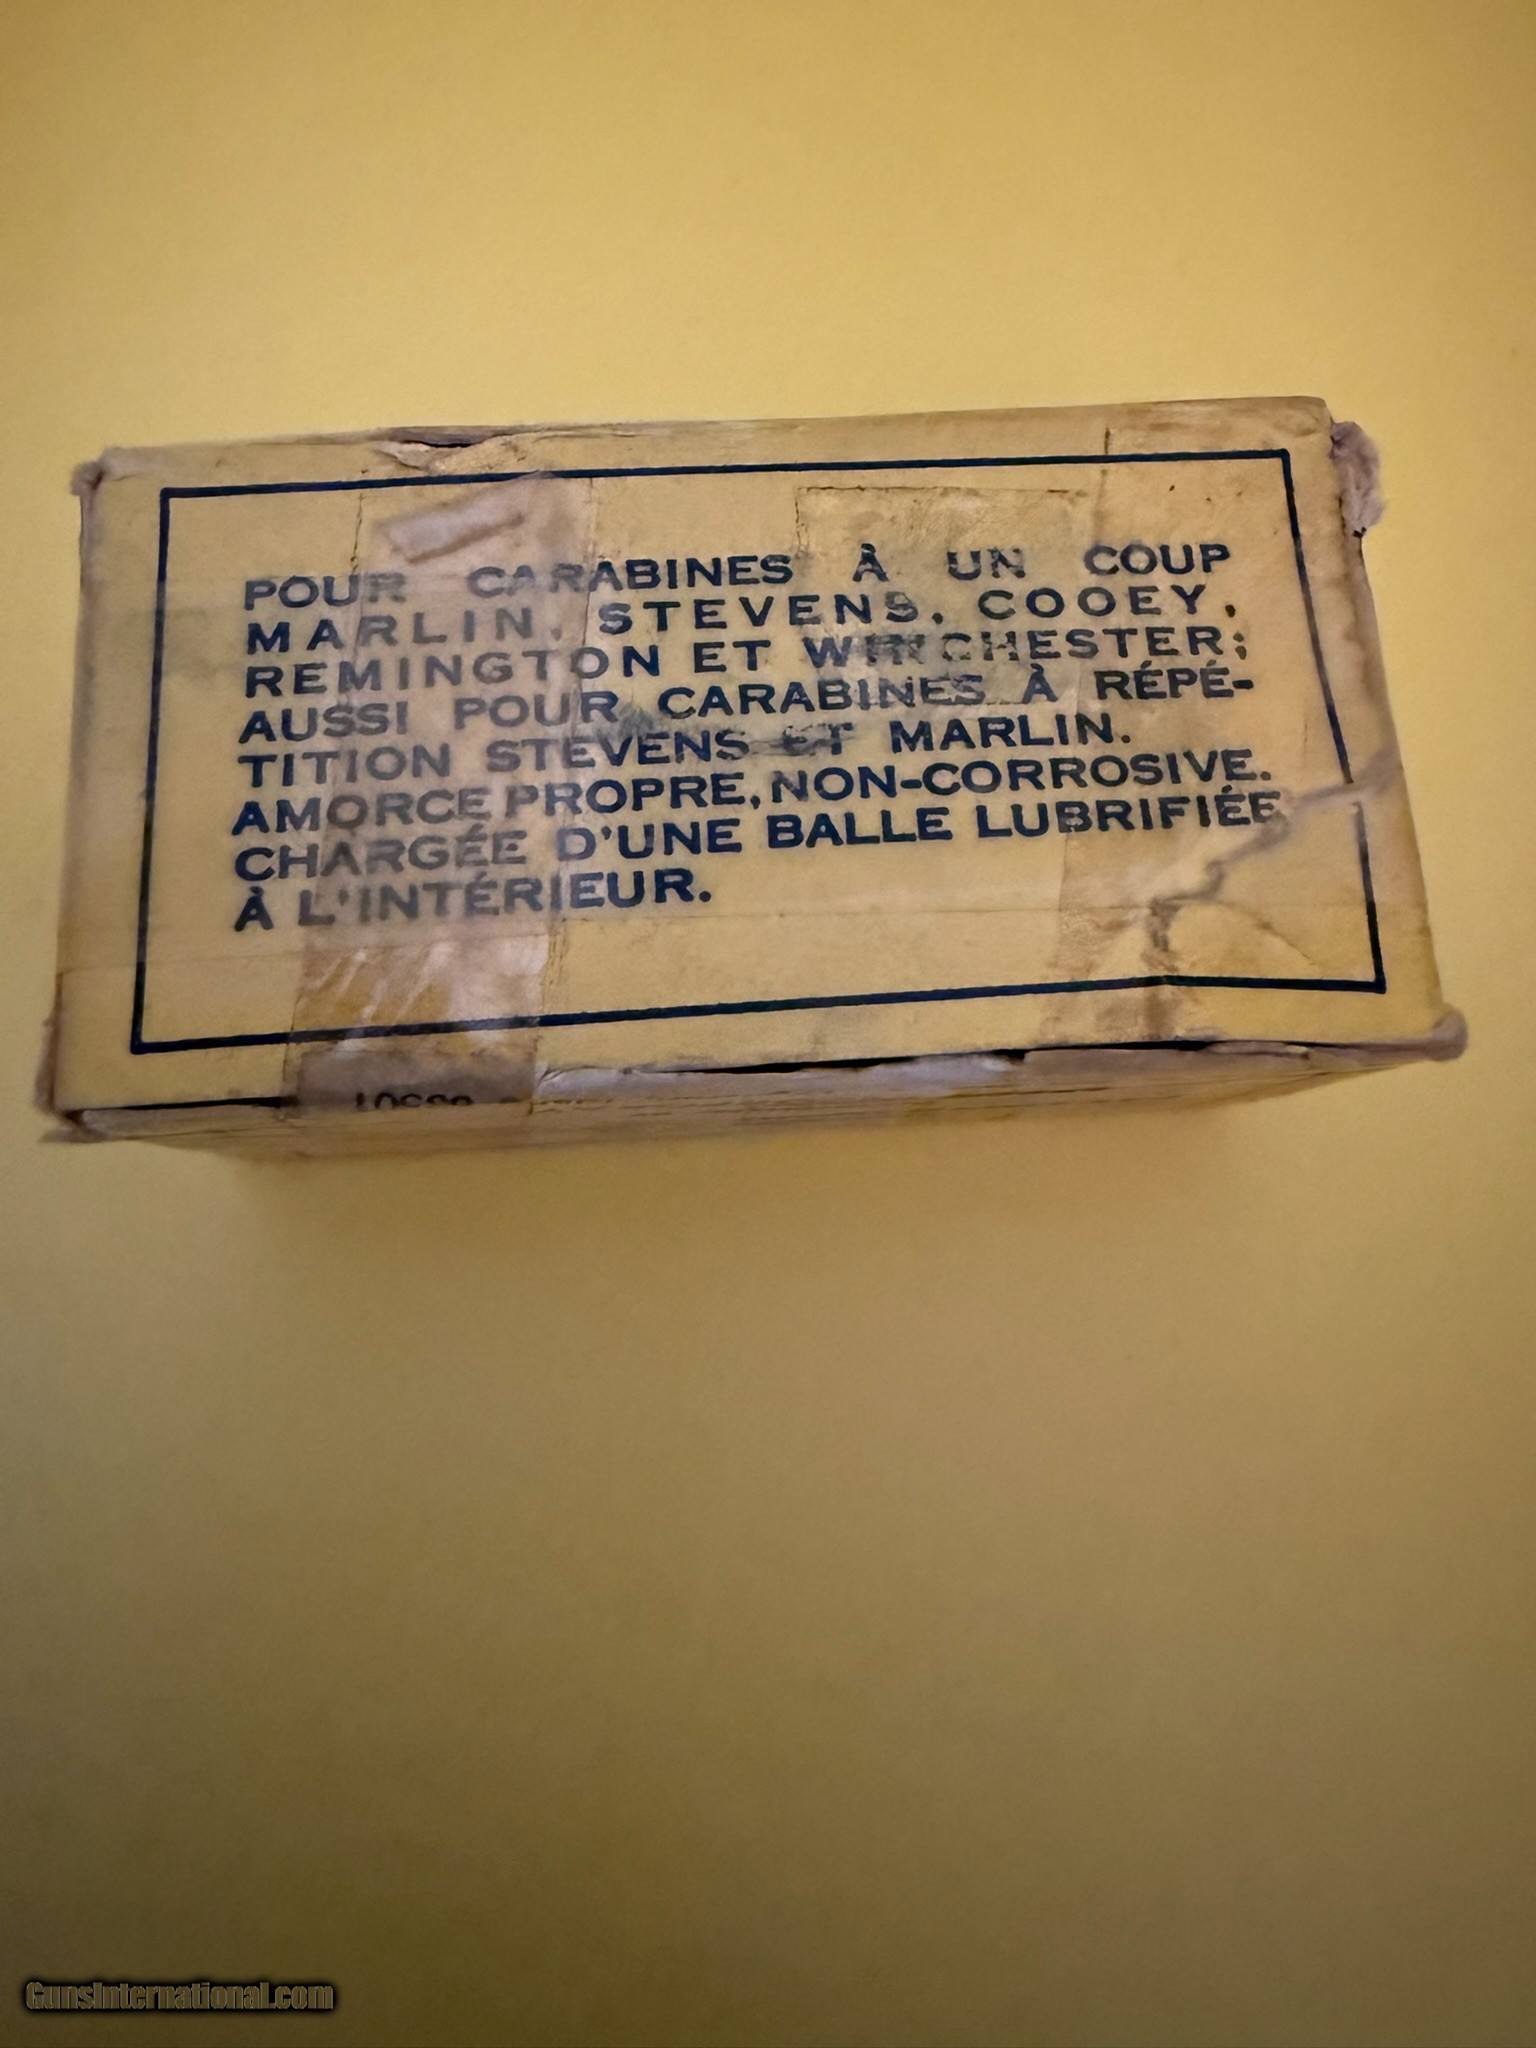 POUR CARABINES À UN COUP
MARLIN, STEVENS, COOEY,
REMINGTON ET WINCHESTER;
AUSSI POUR CARABINES À RÉPÉ-
TITION STEVENS ET MARLIN.
AMORCE PROPRE, NON-CORROSIVE.
CHARGÉE D'UNE BALLE LUBRIFIÉE
À L'INTÉRIEUR.
GunsInternational.com